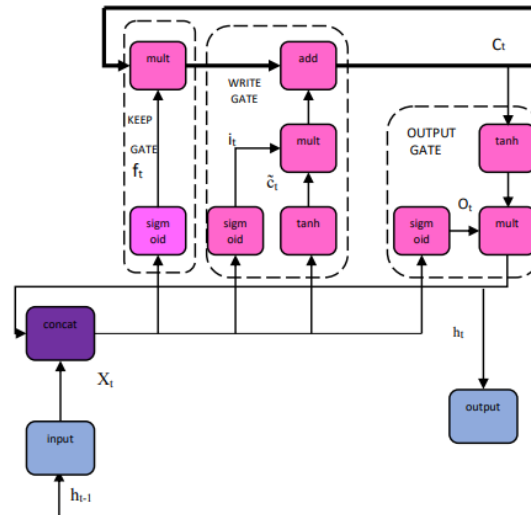 Ct
mult
add
WRITE
GATE
KEEP
GATE
ft
it
mult
c̃t
OUTPUT
GATE
tanh
Ot
sigm
oid
sigm
oid
tanh
sigm
oid
mult
concat
Xt
ht
input
output
ht-1